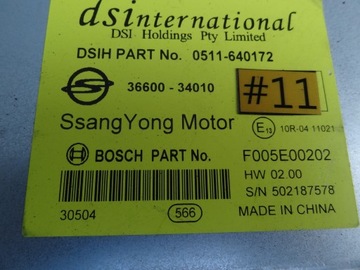 dsinternational
DSI Holdings Pty Limited
DSIH PART No. 0511-640172
36600 - 34010
#11
SsangYong Motor
E13 10R-04 11021
BOSCH PART No. F005E00202
HW 02.00
S/N 502187578
30504 566 MADE IN CHINA